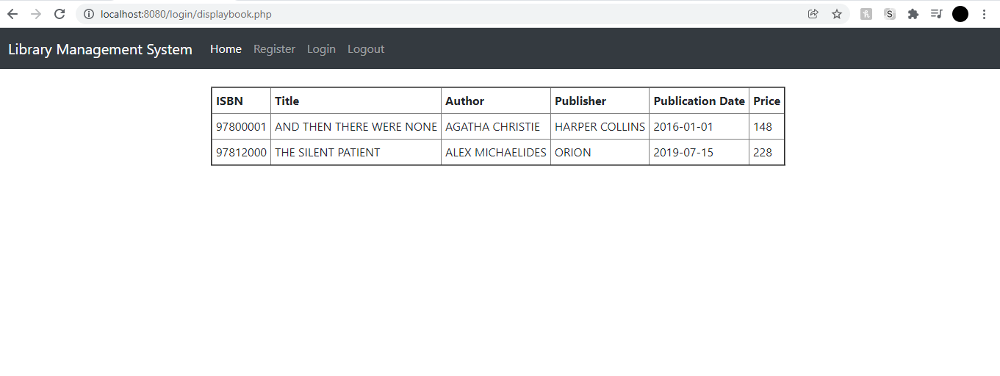 localhost:8080/login/displaybook.php
Library Management System Home Register Login Logout
ISBN Title Author Publisher Publication Date Price
97800001 AND THEN THERE WERE NONE AGATHA CHRISTIE HARPER COLLINS 2016-01-01 148
97812000 THE SILENT PATIENT ALEX MICHAELIDES ORION 2019-07-15 228